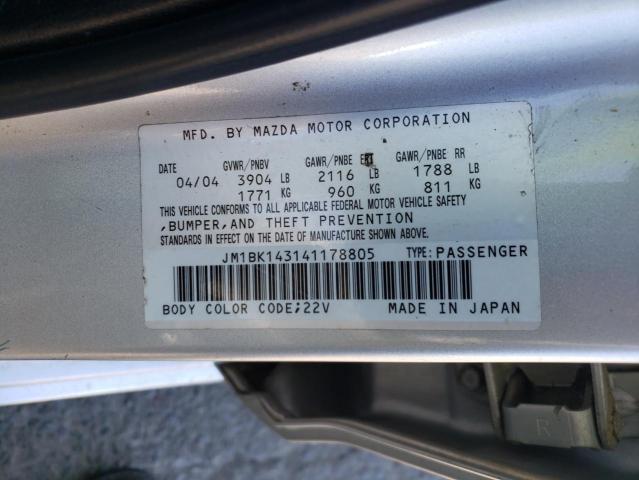 MFD. BY MAZDA MOTOR CORPORATION
DATE GVWR/PNBV GAWR/PNBE GAWR/PNBE RR
04/04 3904 LB 2116 LB 1788 LB
1771 KG 960 KG 811 KG
THIS VEHICLE CONFORMS TO ALL APPLICABLE FEDERAL MOTOR VEHICLE SAFETY
,BUMPER,AND THEFT PREVENTION
STANDARDS IN EFFECT ON THE DATE OF MANUFACTURE SHOWN ABOVE.
JM1BK143141178805 TYPE:PASSENGER
BODY COLOR CODE;22V MADE IN JAPAN
R